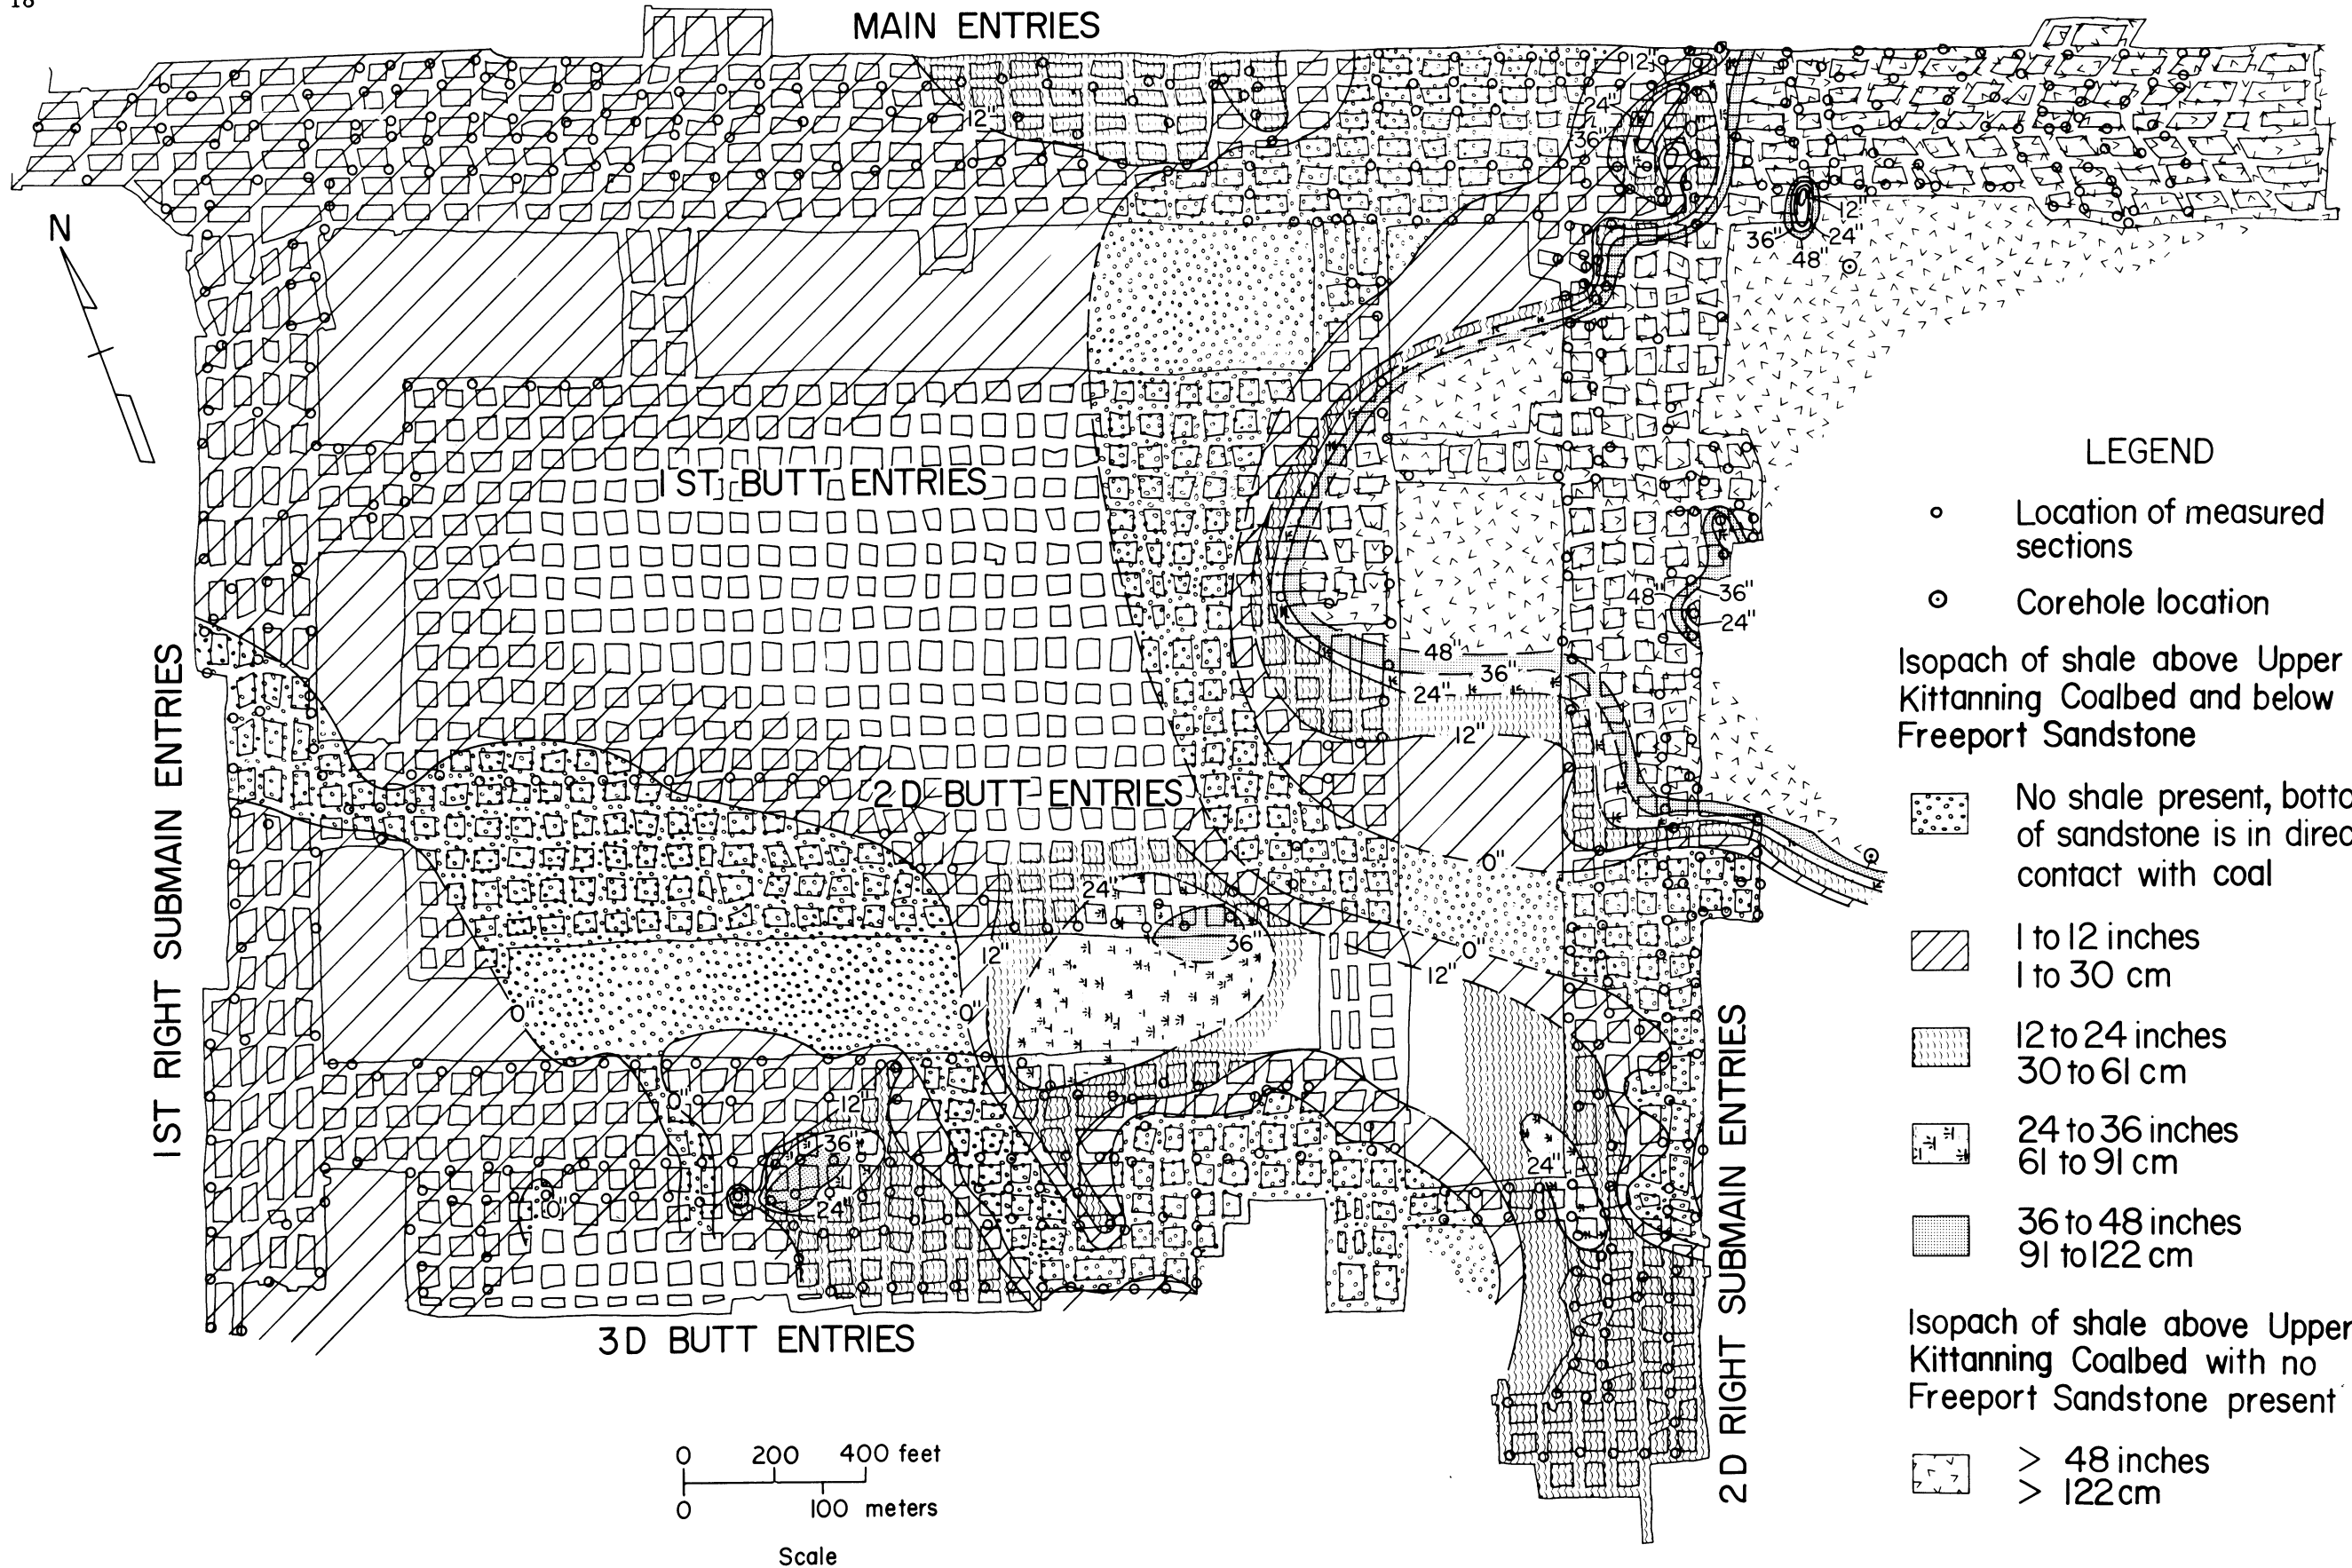 18
MAIN ENTRIES
12"
24"
36"
12"
0"
N
12"
36"
24"
48"
1ST BUTT ENTRIES
LEGEND
Location of measured
sections
Corehole location
Isopach of shale above Upper
Kittanning Coalbed and below
Freeport Sandstone
48"
36"
24"
48"
36"
24"
12"
1ST RIGHT SUBMAIN ENTRIES
2D BUTT ENTRIES
No shale present, botto
of sandstone is in direc
contact with coal
0"
24"
36"
12"
0"
12"
0"
0"
1 to 12 inches
1 to 30 cm
12 to 24 inches
30 to 61 cm
0"
12"
36"
24"
0"
24"
24 to 36 inches
61 to 91 cm
36 to 48 inches
91 to 122 cm
2D RIGHT SUBMAIN ENTRIES
3D BUTT ENTRIES
Isopach of shale above Upper
Kittanning Coalbed with no
Freeport Sandstone present
> 48 inches
> 122 cm
0 200 400 feet
0 100 meters
Scale